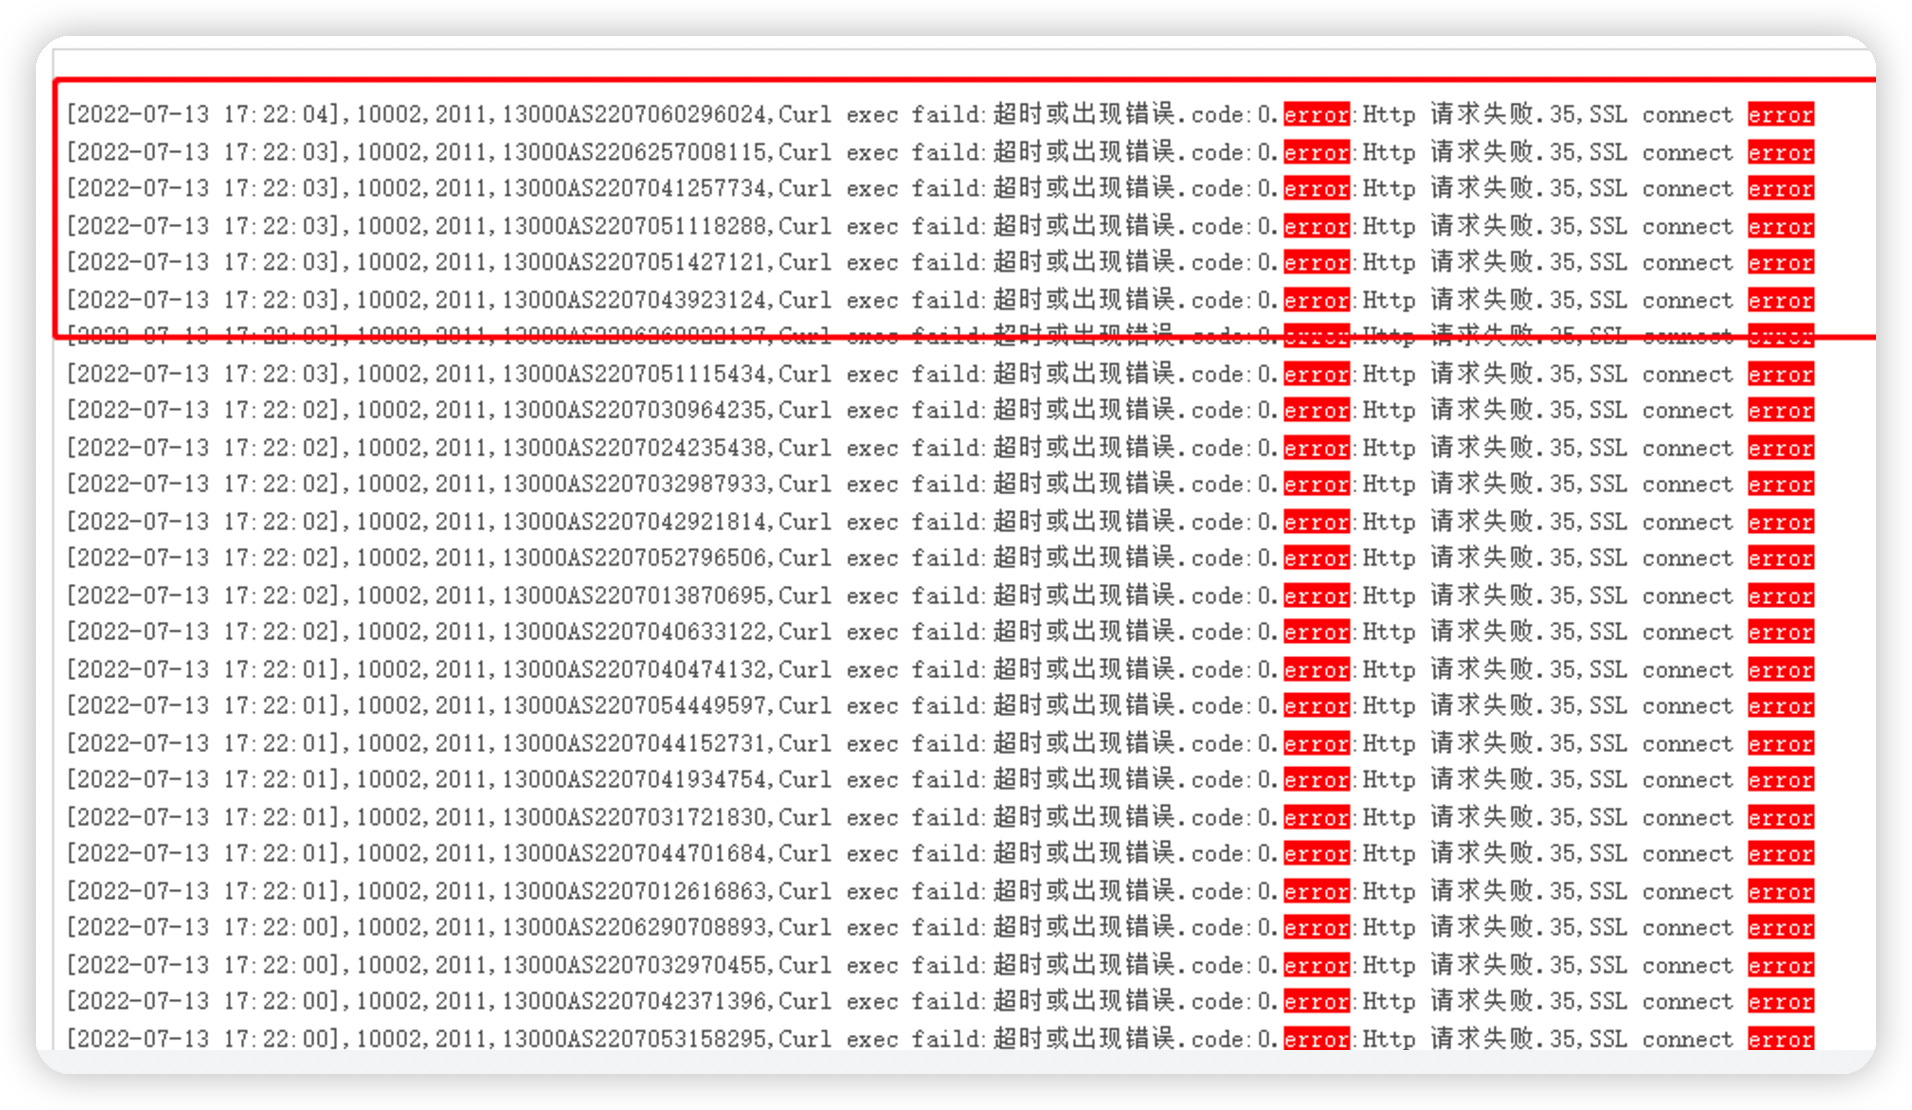 [2022-07-13 17:22:04],10002,2011,13000AS2207060296024,Curl exec faild:超时或出现错误.code:0.error:Http 请求失败.35,SSL connect error
[2022-07-13 17:22:03],10002,2011,13000AS2206257008115,Curl exec faild:超时或出现错误.code:0.error:Http 请求失败.35,SSL connect error
[2022-07-13 17:22:03],10002,2011,13000AS2207041257734,Curl exec faild:超时或出现错误.code:0.error:Http 请求失败.35,SSL connect error
[2022-07-13 17:22:03],10002,2011,13000AS2207051118288,Curl exec faild:超时或出现错误.code:0.error:Http 请求失败.35,SSL connect error
[2022-07-13 17:22:03],10002,2011,13000AS2207051427121,Curl exec faild:超时或出现错误.code:0.error:Http 请求失败.35,SSL connect error
[2022-07-13 17:22:03],10002,2011,13000AS2207043923124,Curl exec faild:超时或出现错误.code:0.error:Http 请求失败.35,SSL connect error
[2022-07-13 17:22:03],10002,2011,Curl exec faild:超时或出现错误.code:0.error:Http 请求失败.35,SSL connect error
[2022-07-13 17:22:03],10002,2011,13000AS2207051115434,Curl exec faild:超时或出现错误.code:0.error:Http 请求失败.35,SSL connect error
[2022-07-13 17:22:02],10002,2011,13000AS2207030964235,Curl exec faild:超时或出现错误.code:0.error:Http 请求失败.35,SSL connect error
[2022-07-13 17:22:02],10002,2011,13000AS2207024235438,Curl exec faild:超时或出现错误.code:0.error:Http 请求失败.35,SSL connect error
[2022-07-13 17:22:02],10002,2011,13000AS2207032987933,Curl exec faild:超时或出现错误.code:0.error:Http 请求失败.35,SSL connect error
[2022-07-13 17:22:02],10002,2011,13000AS2207042921814,Curl exec faild:超时或出现错误.code:0.error:Http 请求失败.35,SSL connect error
[2022-07-13 17:22:02],10002,2011,13000AS2207052796506,Curl exec faild:超时或出现错误.code:0.error:Http 请求失败.35,SSL connect error
[2022-07-13 17:22:02],10002,2011,13000AS2207013870695,Curl exec faild:超时或出现错误.code:0.error:Http 请求失败.35,SSL connect error
[2022-07-13 17:22:02],10002,2011,13000AS2207040633122,Curl exec faild:超时或出现错误.code:0.error:Http 请求失败.35,SSL connect error
[2022-07-13 17:22:01],10002,2011,13000AS2207040474132,Curl exec faild:超时或出现错误.code:0.error:Http 请求失败.35,SSL connect error
[2022-07-13 17:22:01],10002,2011,13000AS2207054449597,Curl exec faild:超时或出现错误.code:0.error:Http 请求失败.35,SSL connect error
[2022-07-13 17:22:01],10002,2011,13000AS2207044152731,Curl exec faild:超时或出现错误.code:0.error:Http 请求失败.35,SSL connect error
[2022-07-13 17:22:01],10002,2011,13000AS2207041934754,Curl exec faild:超时或出现错误.code:0.error:Http 请求失败.35,SSL connect error
[2022-07-13 17:22:01],10002,2011,13000AS2207031721830,Curl exec faild:超时或出现错误.code:0.error:Http 请求失败.35,SSL connect error
[2022-07-13 17:22:01],10002,2011,13000AS2207044701684,Curl exec faild:超时或出现错误.code:0.error:Http 请求失败.35,SSL connect error
[2022-07-13 17:22:01],10002,2011,13000AS2207012616863,Curl exec faild:超时或出现错误.code:0.error:Http 请求失败.35,SSL connect error
[2022-07-13 17:22:00],10002,2011,13000AS2206290708893,Curl exec faild:超时或出现错误.code:0.error:Http 请求失败.35,SSL connect error
[2022-07-13 17:22:00],10002,2011,13000AS2207032970455,Curl exec faild:超时或出现错误.code:0.error:Http 请求失败.35,SSL connect error
[2022-07-13 17:22:00],10002,2011,13000AS2207042371396,Curl exec faild:超时或出现错误.code:0.error:Http 请求失败.35,SSL connect error
[2022-07-13 17:22:00],10002,2011,13000AS2207053158295,Curl exec faild:超时或出现错误.code:0.error:Http 请求失败.35,SSL connect error